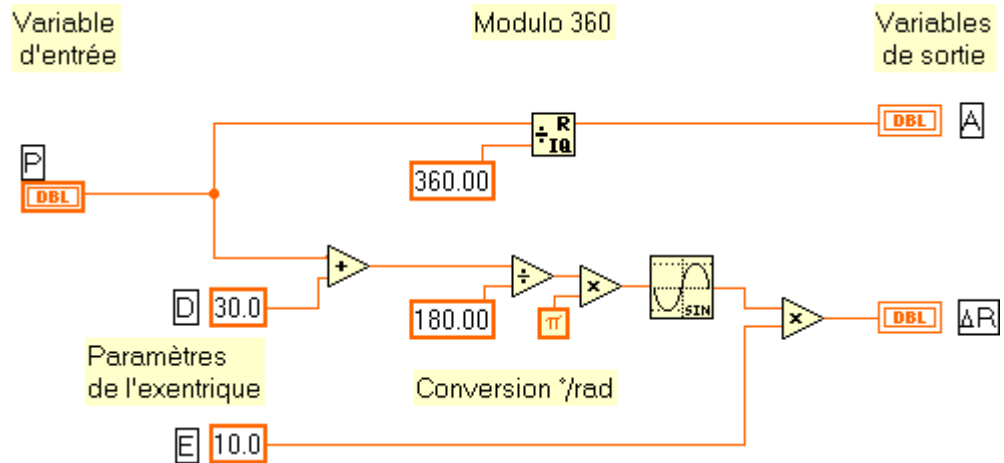 Variable
d'entrée
Modulo 360
Variables
de sortie
P
DBL
÷ R
IQ
360.00
DBL
A
+
D
30.0
÷
180.00
×
π
SIN
×
DBL
ΔR
Paramètres
de l'exentrique
Conversion °/rad
E
10.0